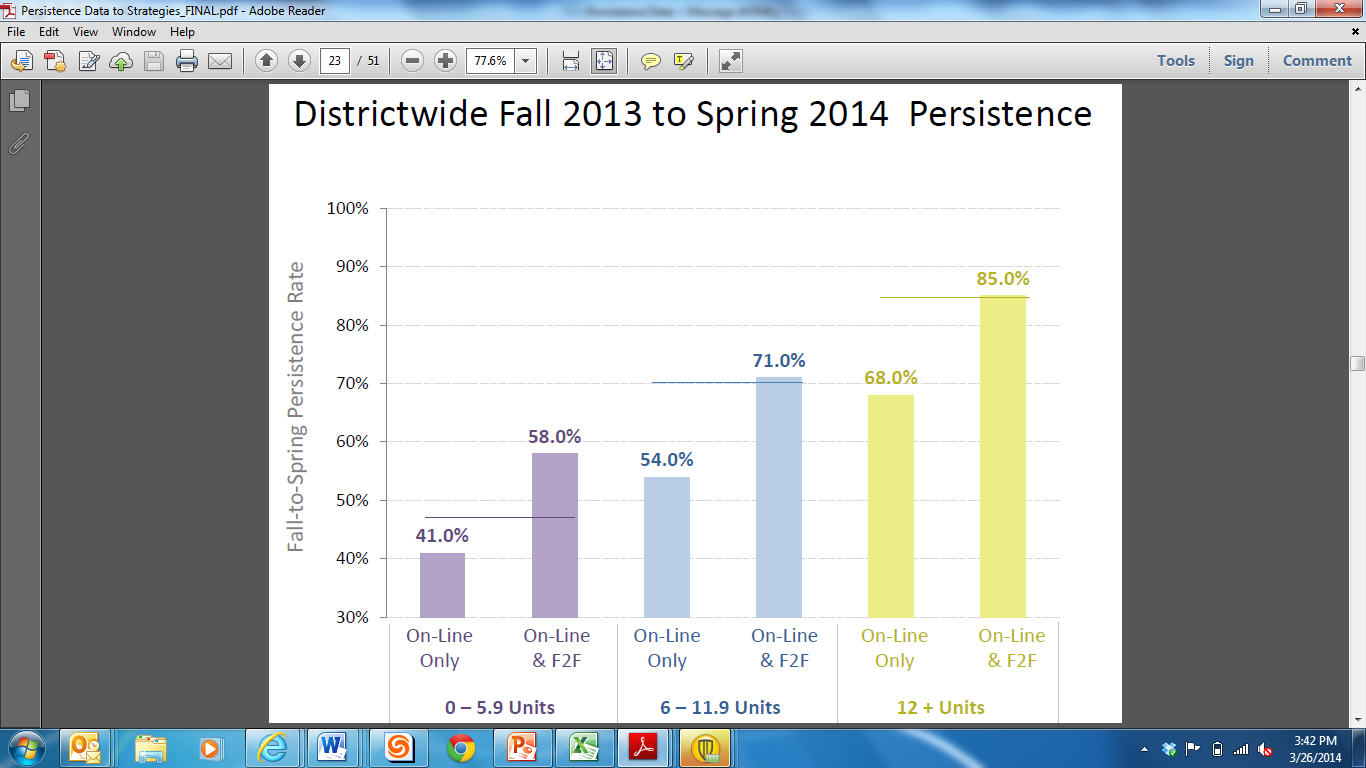 Persistence Data to Strategies_FINAL.pdf - Adobe Reader
File Edit View Window Help
23 / 51 77.6% Tools Sign Comment
Districtwide Fall 2013 to Spring 2014 Persistence
Fall-to-Spring Persistence Rate
100%
90%
80%
70%
60%
50%
40%
30%
41.0%
58.0%
54.0%
71.0%
68.0%
85.0%
On-Line
Only
On-Line
& F2F
On-Line
Only
On-Line
& F2F
On-Line
Only
On-Line
& F2F
0 – 5.9 Units
6 – 11.9 Units
12 + Units
3:42 PM
3/26/2014